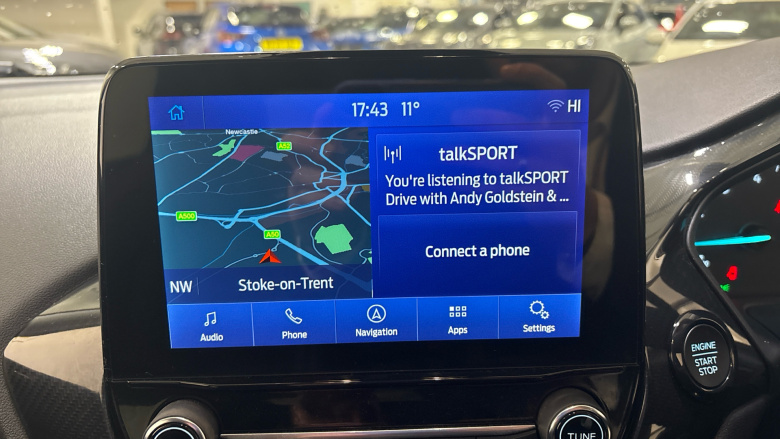 17:43 11° HI
Newcastle
A52
A500
A50
NW Stoke-on-Trent
talkSPORT
You're listening to talkSPORT
Drive with Andy Goldstein & ...
Connect a phone
Audio Phone Navigation Apps Settings
ENGINE
START
STOP
TUNE